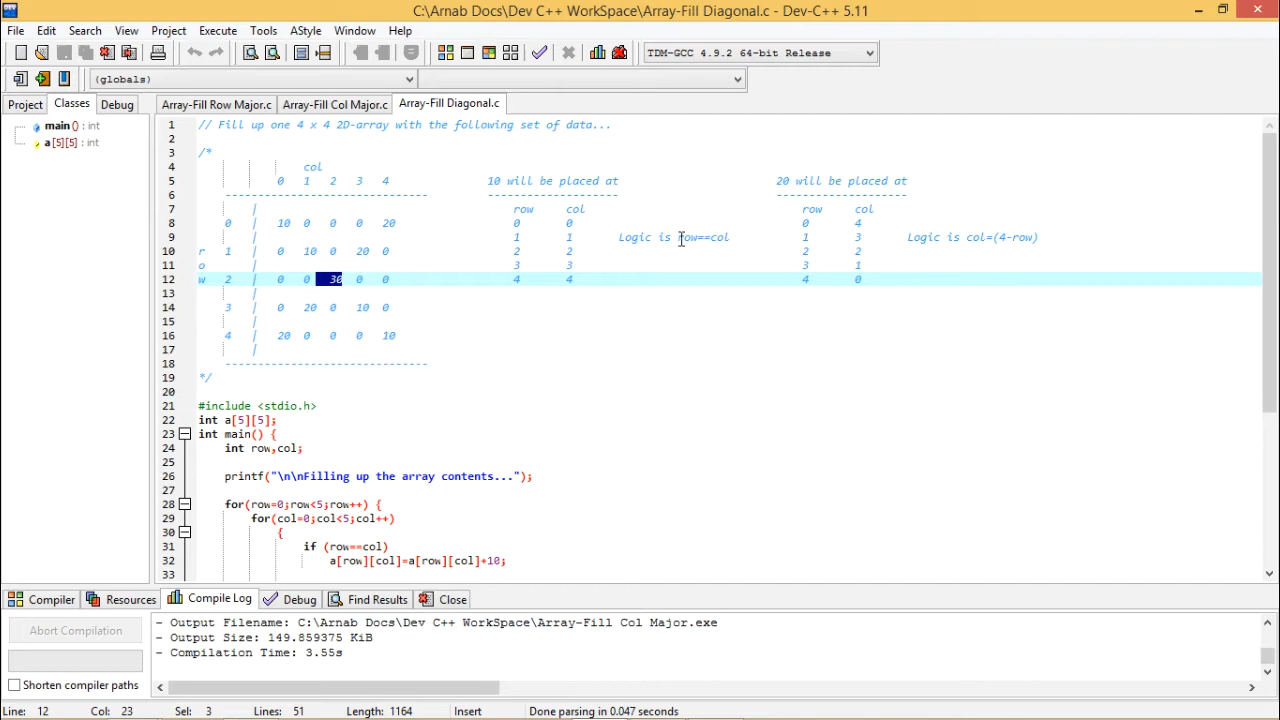 C:\Arnab Docs\Dev C++ WorkSpace\Array-Fill Diagonal.c - Dev-C++ 5.11
File Edit Search View Project Execute Tools AStyle Window Help
TDM-GCC 4.9.2 64-bit Release
(globals)
Project Classes Debug
Array-Fill Row Major.c Array-Fill Col Major.c Array-Fill Diagonal.c
main () : int
a [5][5] : int
1 // Fill up one 4 x 4 2D-array with the following set of data...
2
3 /*
4 col
5 0 1 2 3 4 10 will be placed at 20 will be placed at
6 ------------------------------- -------------------- --------------------
7 | row col row col
8 0 | 10 0 0 0 20 0 0 0 4
9 | 1 1 Logic is row==col 1 3 Logic is col=(4-row)
10 r 1 | 0 10 0 20 0 2 2 2 2
11 o | 3 3 3 1
12 w 2 | 0 0 30 0 0 4 4 4 0
13 |
14 3 | 0 20 0 10 0
15 |
16 4 | 20 0 0 0 10
17 |
18 -------------------------------
19 */
20
21 #include <stdio.h>
22 int a[5][5];
23 int main() {
24 int row,col;
25
26 printf("\n\nFilling up the array contents...");
27
28 for(row=0;row<5;row++) {
29 for(col=0;col<5;col++)
30 {
31 if (row==col)
32 a[row][col]=a[row][col]+10;
33
Compiler Resources Compile Log Debug Find Results Close
Abort Compilation
Shorten compiler paths
- Output Filename: C:\Arnab Docs\Dev C++ WorkSpace\Array-Fill Col Major.exe
- Output Size: 149.859375 KiB
- Compilation Time: 3.55s
Line: 12 Col: 23 Sel: 3 Lines: 51 Length: 1164 Insert Done parsing in 0.047 seconds